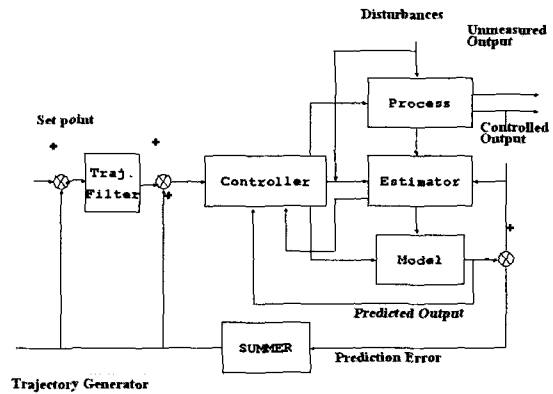 Disturbances
Unmeasured
Output
Process
Set point
Controlled
Output
+
+
Traj.
Filter
+
Controller
Estimator
+
Model
Predicted Output
SUMMER
Prediction Error
Trajectory Generator